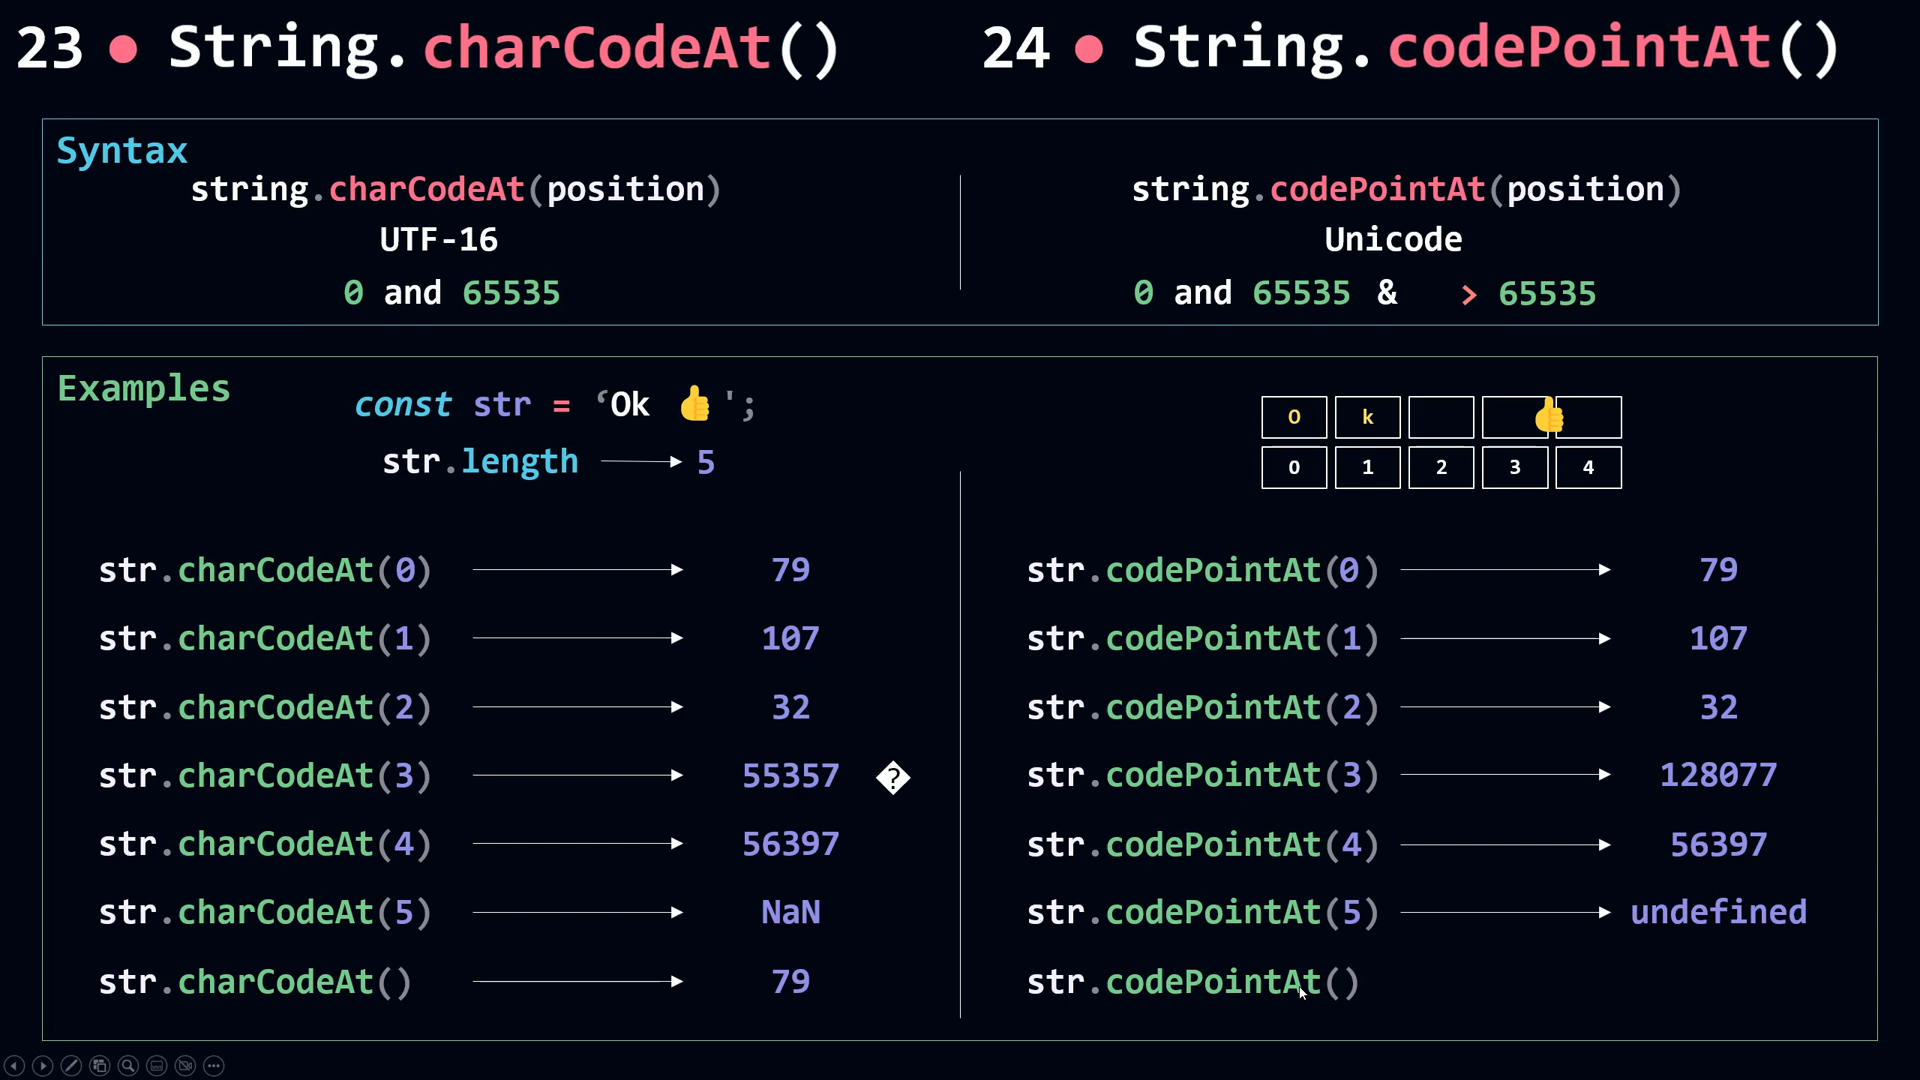 23 • String.charCodeAt()
24 • String.codePointAt()
Syntax
string.charCodeAt(position)
UTF-16
0 and 65535
string.codePointAt(position)
Unicode
0 and 65535 & > 65535
Examples
const str = ‘Ok 👍';
str.length → 5
O k 👍
0 1 2 3 4
str.charCodeAt(0) → 79
str.charCodeAt(1) → 107
str.charCodeAt(2) → 32
str.charCodeAt(3) → 55357 �
str.charCodeAt(4) → 56397
str.charCodeAt(5) → NaN
str.charCodeAt() → 79
str.codePointAt(0) → 79
str.codePointAt(1) → 107
str.codePointAt(2) → 32
str.codePointAt(3) → 128077
str.codePointAt(4) → 56397
str.codePointAt(5) → undefined
str.codePointAt()